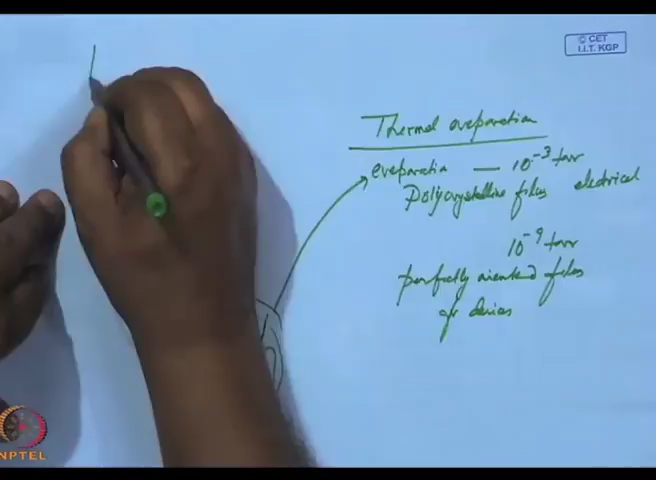 © CET
I.I.T. KGP
Thermal evaporation
evaporation — 10⁻³ torr
Polycrystalline films electrical
10⁻⁹ torr
perfectly oriented films
for devices
NPTEL